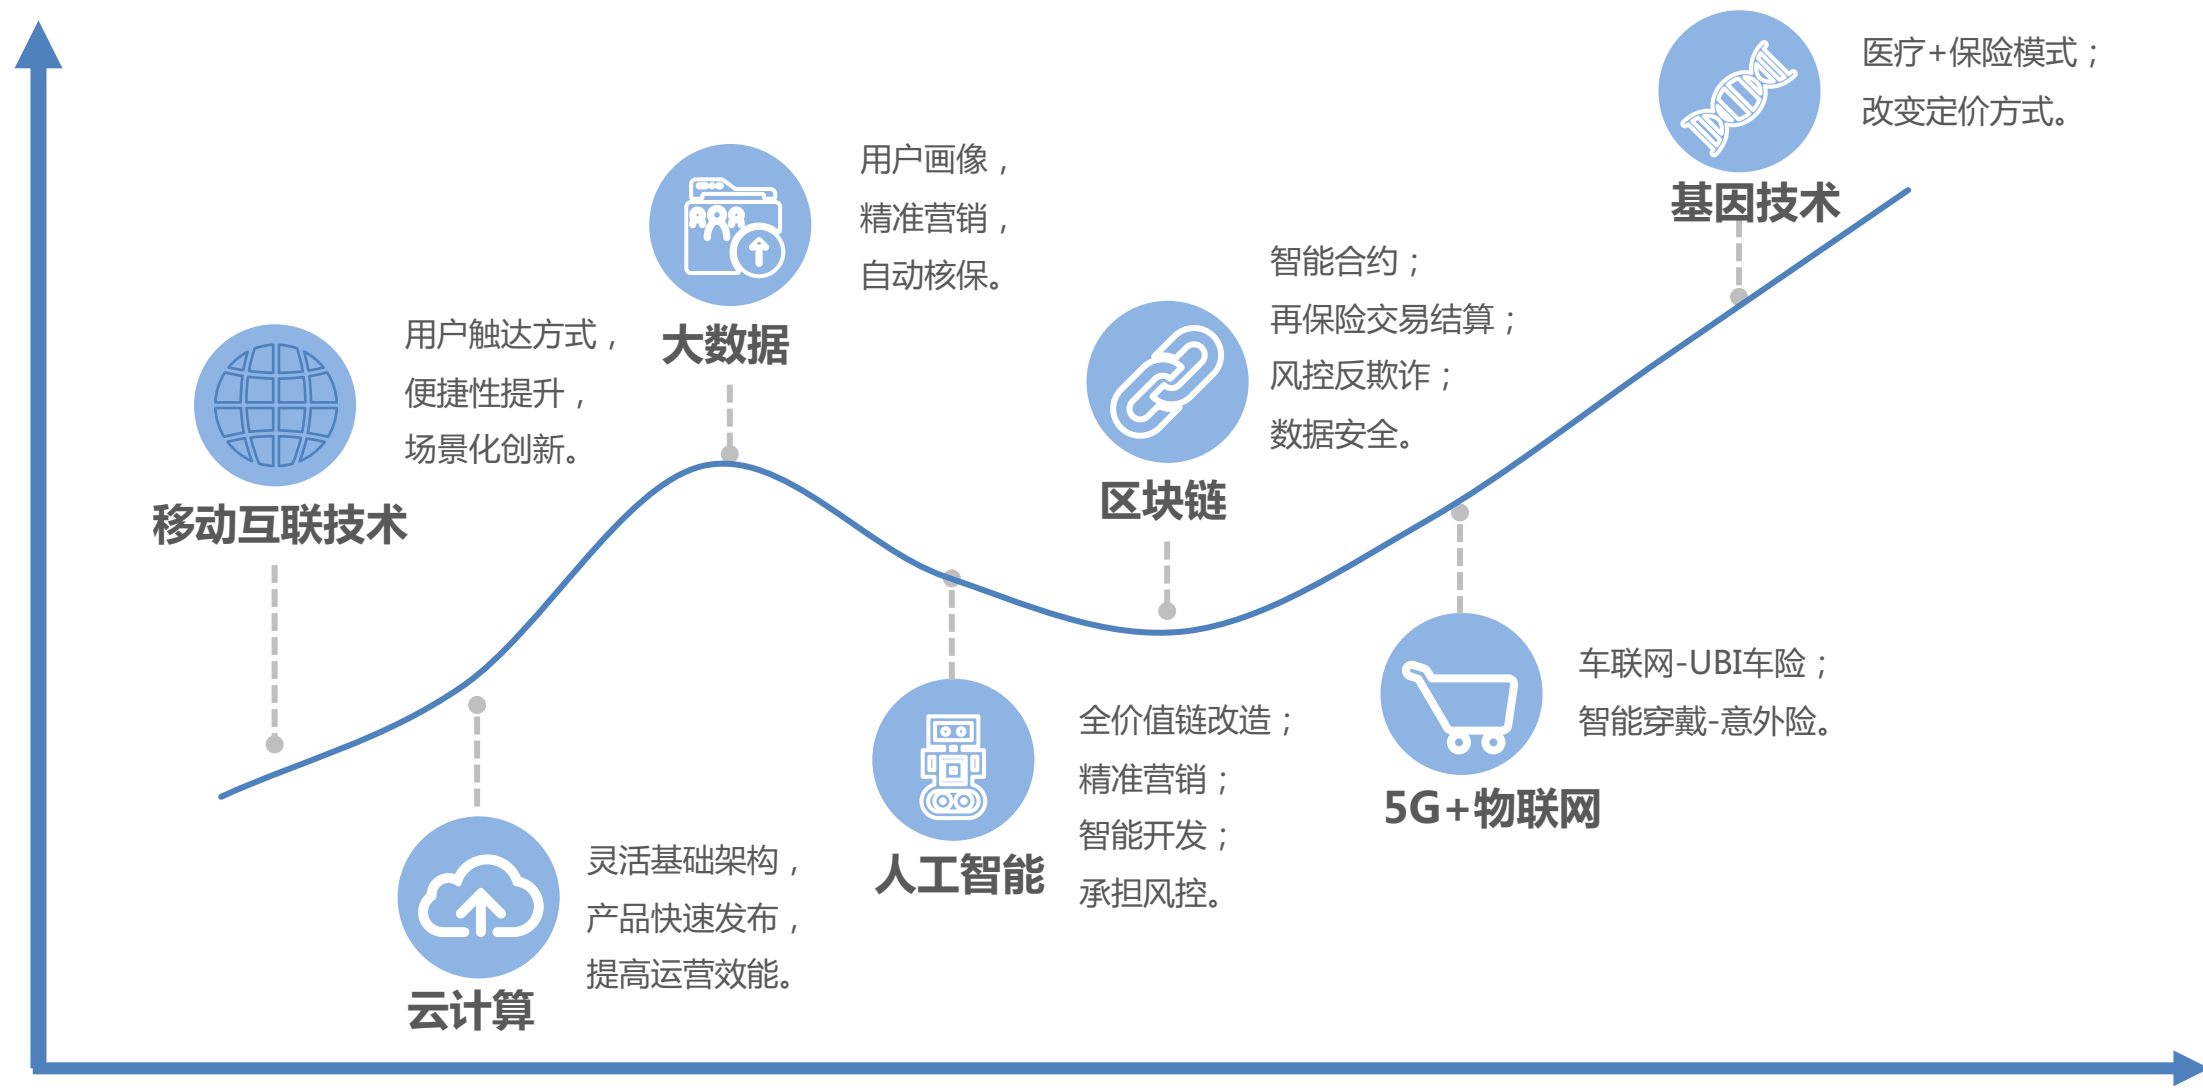 移动互联技术
用户触达方式，
便捷性提升，
场景化创新。
云计算
灵活基础架构，
产品快速发布，
提高运营效能。
大数据
用户画像，
精准营销，
自动核保。
人工智能
全价值链改造；
精准营销；
智能开发；
承担风控。
区块链
智能合约；
再保险交易结算；
风控反欺诈；
数据安全。
5G+物联网
车联网-UBI车险；
智能穿戴-意外险。
基因技术
医疗+保险模式；
改变定价方式。